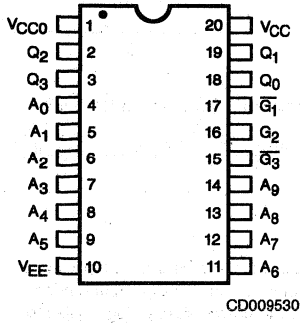 VCC0 1 20 VCC
Q2 2 19 Q1
Q3 3 18 Q0
A0 4 17 G̅1
A1 5 16 G2
A2 6 15 G̅3
A3 7 14 A9
A4 8 13 A8
A5 9 12 A7
VEE 10 11 A6
CD009530